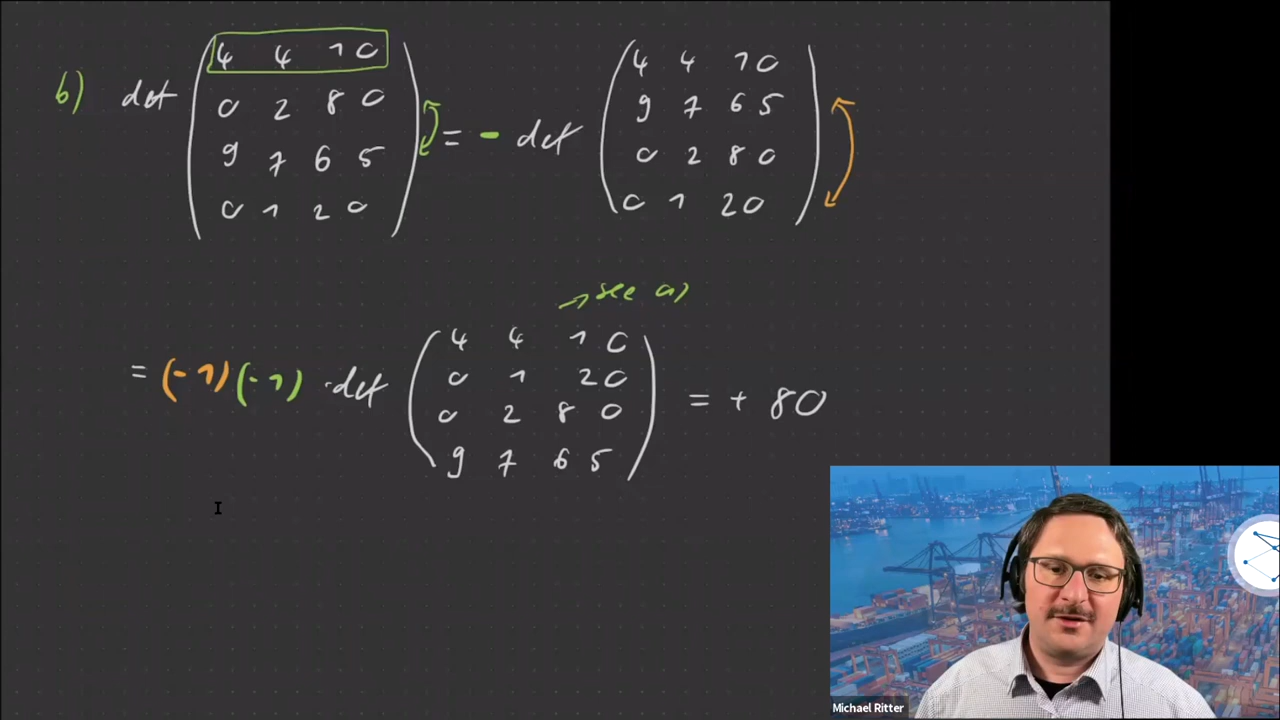 b) det ( 4 4 1 0 ; 0 2 8 0 ; 9 7 6 5 ; 0 1 2 0 ) = - det ( 4 4 1 0 ; 9 7 6 5 ; 0 2 8 0 ; 0 1 2 0 )
→ see a)
= (-1) (-1) · det ( 4 4 1 0 ; 0 1 2 0 ; 0 2 8 0 ; 9 7 6 5 ) = + 80
Michael Ritter